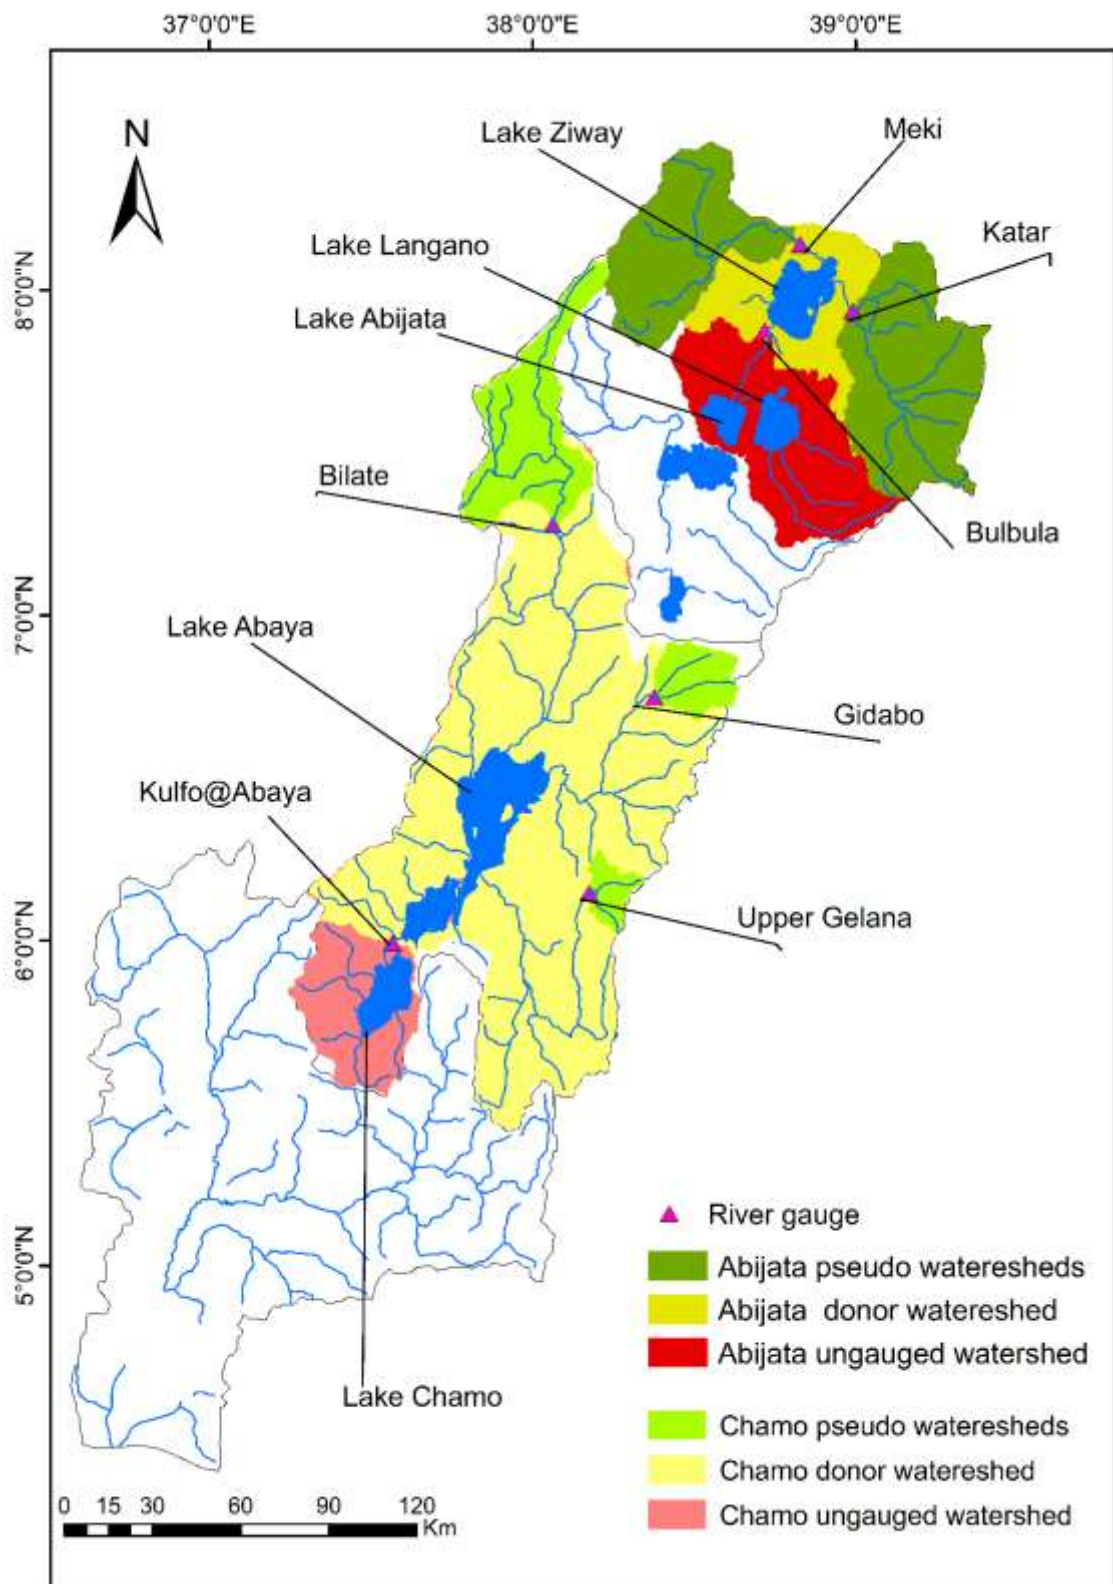 37°0'0"E
38°0'0"E
39°0'0"E
N
Lake Ziway
Meki
Katar
Lake Langano
8°0'0"N
Lake Abijata
Bilate
Bulbula
7°0'0"N
Lake Abaya
Gidabo
Kulfo@Abaya
Upper Gelana
6°0'0"N
River gauge
Abijata pseudo wateresheds
5°0'0"N
Abijata donor watereshed
Abijata ungauged watershed
Lake Chamo
Chamo pseudo wateresheds
Chamo donor watereshed
Chamo ungauged watershed
0 15 30 60 90 120
Km